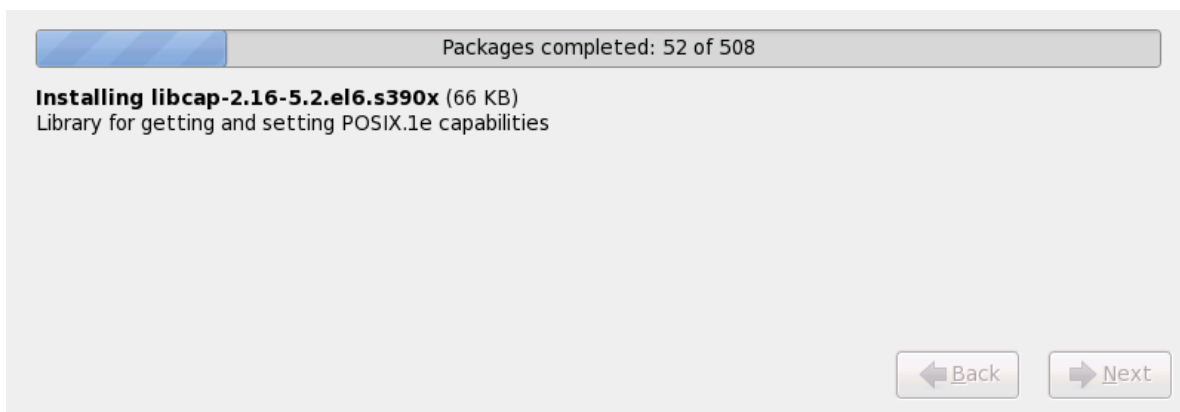 Packages completed: 52 of 508
Installing libcap-2.16-5.2.el6.s390x (66 KB)
Library for getting and setting POSIX.1e capabilities
Back
Next